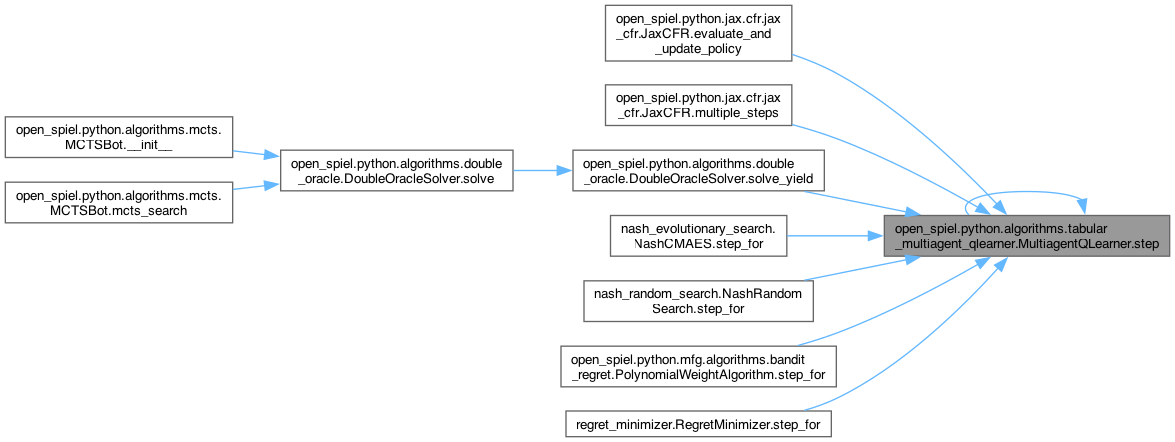 open_spiel.python.jax.cfr.jax
_cfr.JaxCFR.evaluate_and
_update_policy
open_spiel.python.jax.cfr.jax
_cfr.JaxCFR.multiple_steps
open_spiel.python.algorithms.mcts.
MCTSBot.__init__
open_spiel.python.algorithms.double
_oracle.DoubleOracleSolver.solve
open_spiel.python.algorithms.double
_oracle.DoubleOracleSolver.solve_yield
open_spiel.python.algorithms.mcts.
MCTSBot.mcts_search
nash_evolutionary_search.
NashCMAES.step_for
open_spiel.python.algorithms.tabular
_multiagent_qlearner.MultiagentQLearner.step
nash_random_search.NashRandom
Search.step_for
open_spiel.python.mfg.algorithms.bandit
_regret.PolynomialWeightAlgorithm.step_for
regret_minimizer.RegretMinimizer.step_for